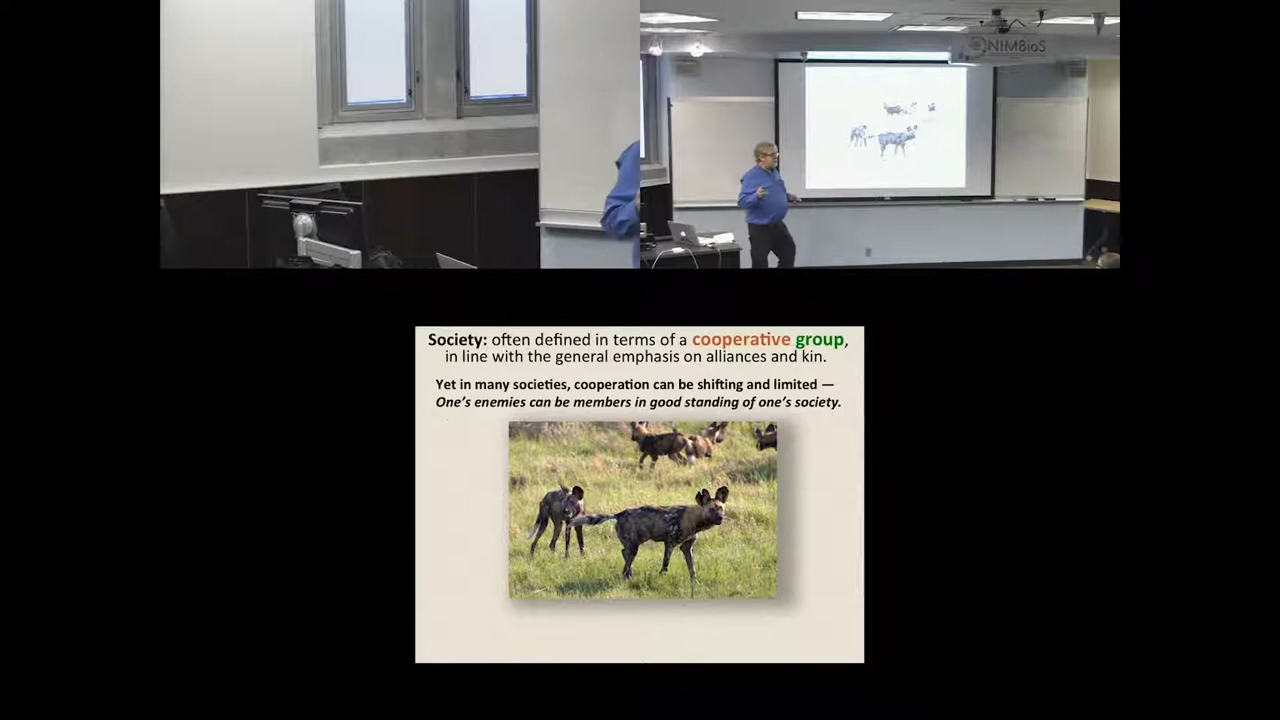 NIMBioS
Society: often defined in terms of a cooperative group,
in line with the general emphasis on alliances and kin.
Yet in many societies, cooperation can be shifting and limited —
One's enemies can be members in good standing of one's society.